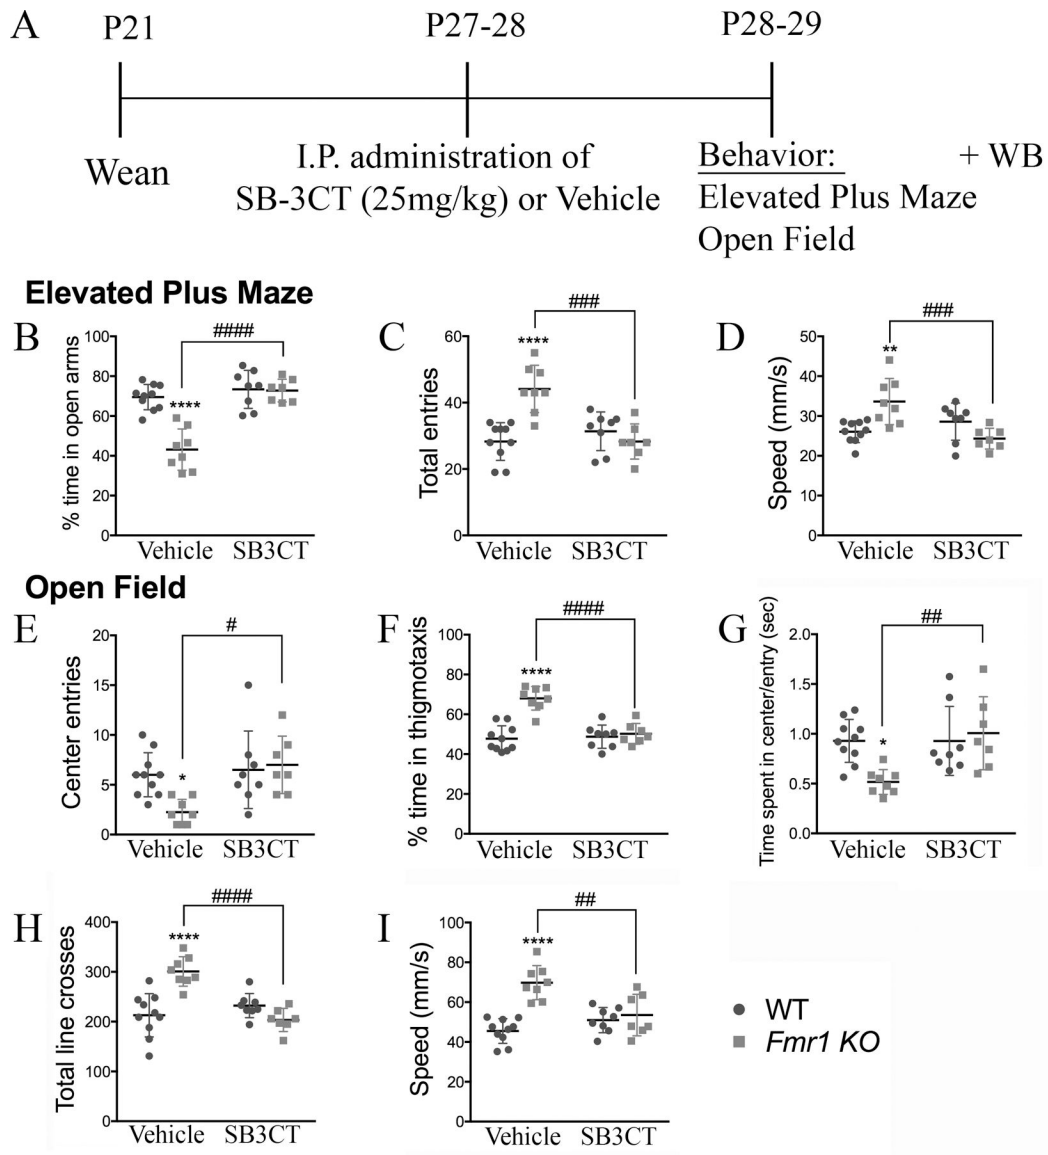 A
P21
P27-28
P28-29
Wean
I.P. administration of
SB-3CT (25mg/kg) or Vehicle
Behavior:
+ WB
Elevated Plus Maze
Open Field
Elevated Plus Maze
B
% time in open arms
100
80
60
40
20
0
####
****
Vehicle
SB3CT
C
Total entries
60
40
20
0
###
****
Vehicle
SB3CT
D
Speed (mm/s)
50
40
30
20
10
0
###
**
Vehicle
SB3CT
Open Field
E
Center entries
20
15
10
5
0
#
*
Vehicle
SB3CT
F
% time in thigmotaxis
100
80
60
40
20
0
####
****
Vehicle
SB3CT
G
Time spent in center/entry (sec)
2.0
1.5
1.0
0.5
0.0
##
*
Vehicle
SB3CT
H
Total line crosses
400
300
200
100
0
####
****
Vehicle
SB3CT
I
Speed (mm/s)
100
80
60
40
20
0
##
****
Vehicle
SB3CT
WT
Fmr1 KO